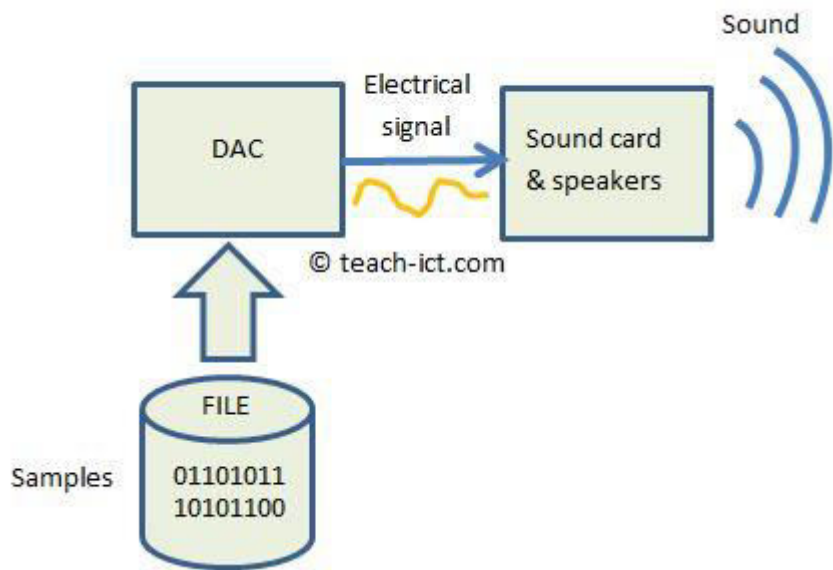 Sound
Electrical
signal
DAC
Sound card
& speakers
© teach-ict.com
FILE
Samples
01101011
10101100